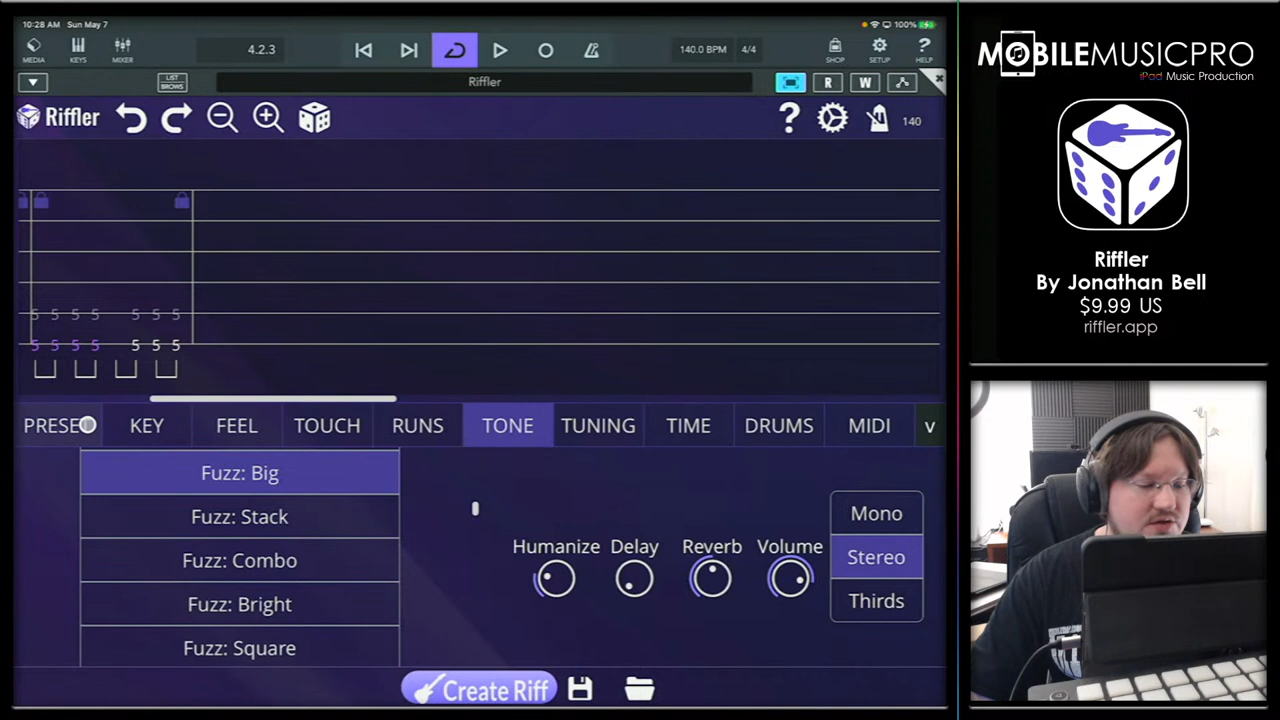 10:28 AM Sun May 7
100%
MEDIA KEYS MIXER
4.2.3
140.0 BPM 4/4
SHOP SETUP HELP
LIST
BROWS
Riffler
R W
Riffler
? 140
5 5 5 5 5 5 5
5 5 5 5 5 5 5
PRESE KEY FEEL TOUCH RUNS TONE TUNING TIME DRUMS MIDI v
Fuzz: Big
Fuzz: Stack
Fuzz: Combo
Fuzz: Bright
Fuzz: Square
Humanize Delay Reverb Volume
Mono
Stereo
Thirds
Create Riff
MOBILEMUSICPRO
iPad Music Production
Riffler
By Jonathan Bell
$9.99 US
riffler.app